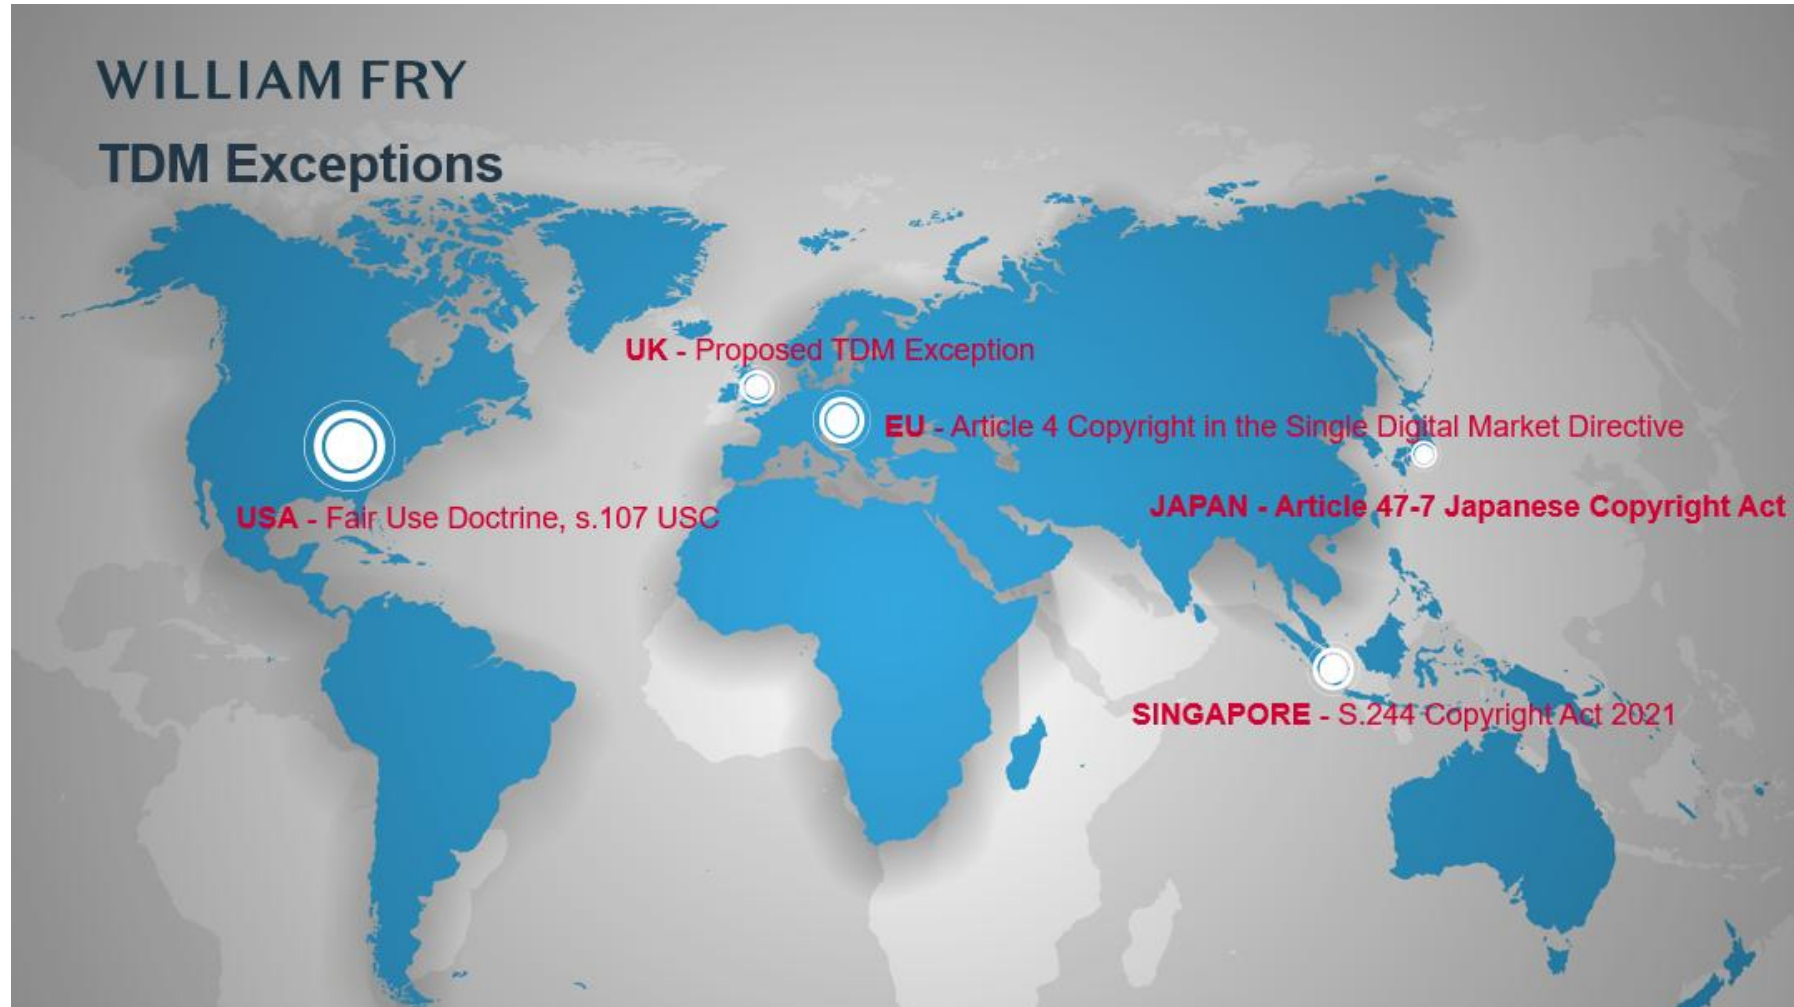 WILLIAM FRY
TDM Exceptions
UK - Proposed TDM Exception
EU - Article 4 Copyright in the Single Digital Market Directive
JAPAN - Article 47-7 Japanese Copyright Act
USA - Fair Use Doctrine, s.107 USC
SINGAPORE - S.244 Copyright Act 2021